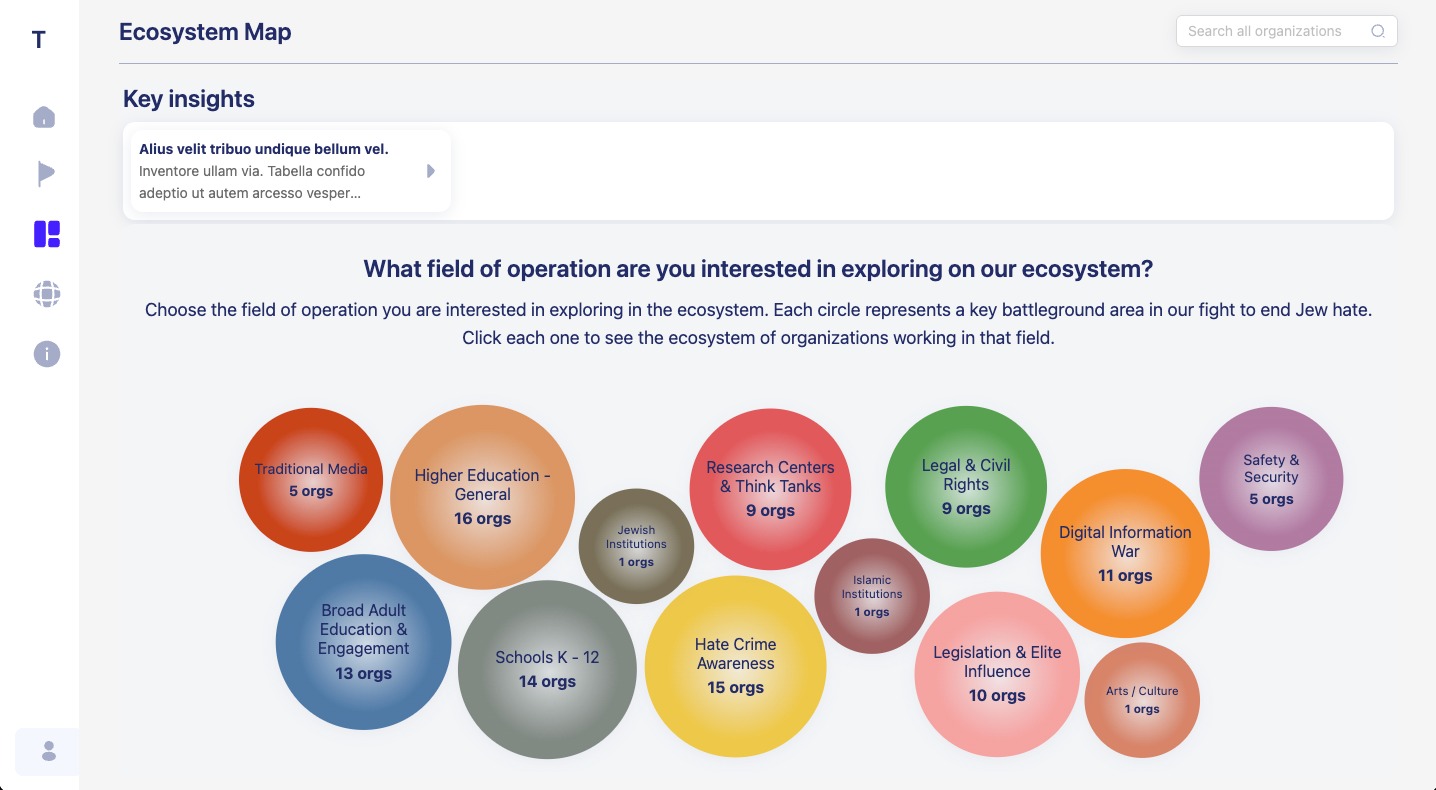 T
Ecosystem Map
Search all organizations
Key insights
Alius velit tribuo undique bellum vel.
Inventore ullam via. Tabella confido
adeptio ut autem arcesso vesper...
What field of operation are you interested in exploring on our ecosystem?
Choose the field of operation you are interested in exploring in the ecosystem. Each circle represents a key battleground area in our fight to end Jew hate.
Click each one to see the ecosystem of organizations working in that field.
Traditional Media
5 orgs
Higher Education -
General
16 orgs
Jewish
Institutions
1 orgs
Research Centers
& Think Tanks
9 orgs
Legal & Civil
Rights
9 orgs
Safety &
Security
5 orgs
Digital Information
War
11 orgs
Islamic
Institutions
1 orgs
Broad Adult
Education &
Engagement
13 orgs
Schools K - 12
14 orgs
Hate Crime
Awareness
15 orgs
Legislation & Elite
Influence
10 orgs
Arts / Culture
1 orgs